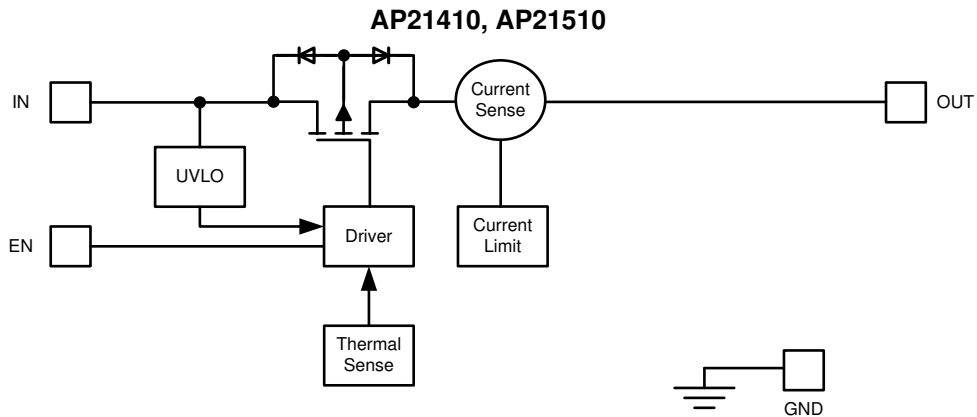 AP21410, AP21510
IN
Current
Sense
OUT
UVLO
EN
Driver
Current
Limit
Thermal
Sense
GND